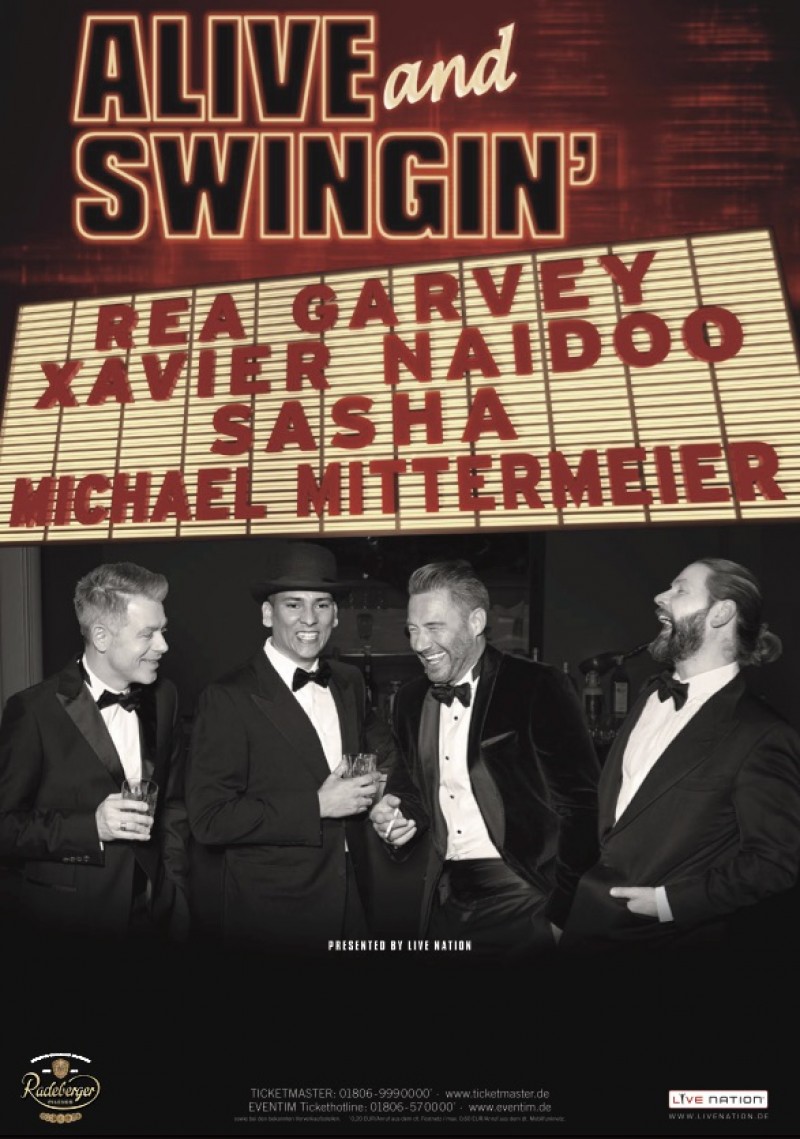 ALIVE and
SWINGIN'
REA GARVEY
XAVIER NAIDOO
SASHA
MICHAEL MITTERMEIER
PRESENTED BY LIVE NATION
Radeberger
PILSNER
TICKETMASTER: 01806-9990000* · www.ticketmaster.de
EVENTIM Tickethotline: 01806-570000* · www.eventim.de
LIVE NATION
WWW.LIVENATION.DE